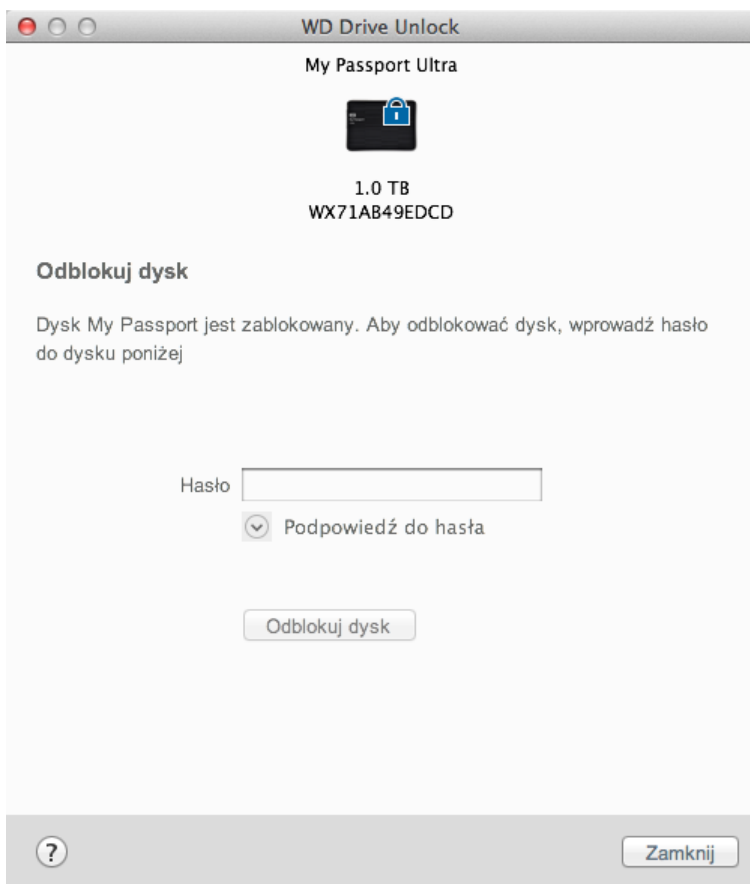 WD Drive Unlock
My Passport Ultra
1.0 TB
WX71AB49EDCD
Odblokuj dysk
Dysk My Passport jest zablokowany. Aby odblokować dysk, wprowadź hasło
do dysku poniżej
Hasło
Podpowiedź do hasła
Odblokuj dysk
?
Zamknij